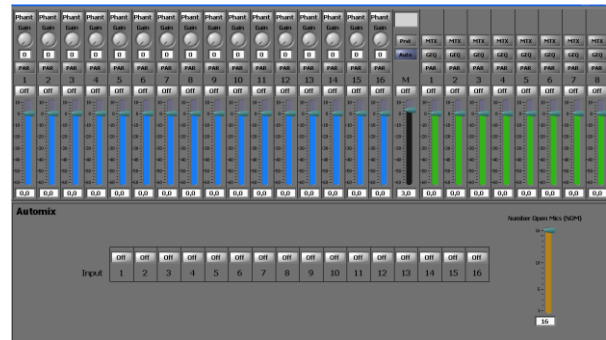 Phant Phant Phant Phant Phant Phant Phant Phant Phant Phant Phant Phant Phant Phant Phant Phant
Gain Gain Gain Gain Gain Gain Gain Gain Gain Gain Gain Gain Gain Gain Gain Gain
Pnt MTX MTX MTX MTX MTX MTX MTX MTX
0 0 0 0 0 0 0 0 0 0 0 0 0 0 0 0 Auto GEQ GEQ GEQ GEQ GEQ GEQ GEQ GEQ
PAR PAR PAR PAR PAR PAR PAR PAR PAR PAR PAR PAR PAR PAR PAR PAR PAR PAR PAR PAR PAR PAR PAR PAR
1 2 3 4 5 6 7 8 9 10 11 12 13 14 15 16 M 1 2 3 4 5 6 7 8
Off Off Off Off Off Off Off Off Off Off Off Off Off Off Off Off Off Off Off Off Off Off Off Off Off
0,0 0,0 0,0 0,0 0,0 0,0 0,0 0,0 0,0 0,0 0,0 0,0 0,0 0,0 0,0 0,0 3,0 0,0 0,0 0,0 0,0 0,0 0,0 0,0 0,0
Automix
Number Open Mics (NOM)
Off Off Off Off Off Off Off Off Off Off Off Off Off Off Off Off
Input 1 2 3 4 5 6 7 8 9 10 11 12 13 14 15 16
16